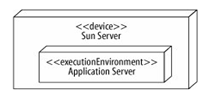 <<device>>
Sun Server
<<executionEnvironment>>
Application Server